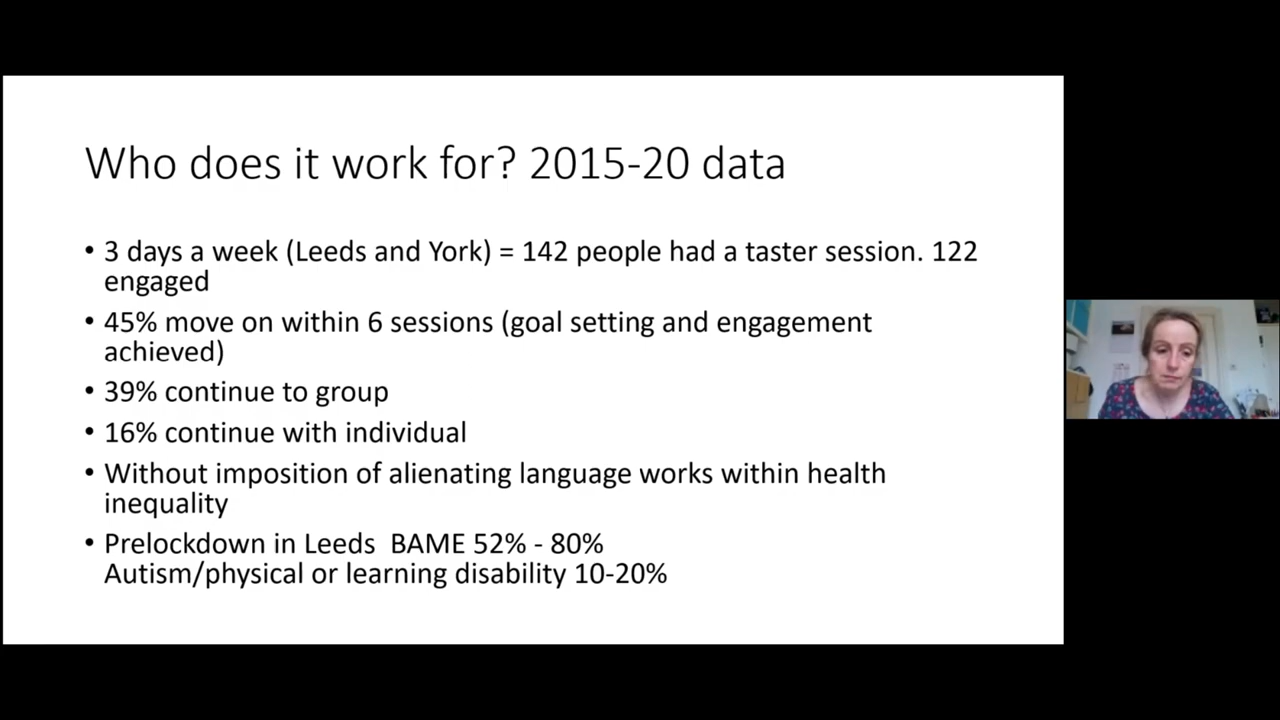 Who does it work for? 2015-20 data
• 3 days a week (Leeds and York) = 142 people had a taster session. 122
engaged
• 45% move on within 6 sessions (goal setting and engagement
achieved)
• 39% continue to group
• 16% continue with individual
• Without imposition of alienating language works within health
inequality
• Prelockdown in Leeds  BAME 52% - 80%
Autism/physical or learning disability 10-20%